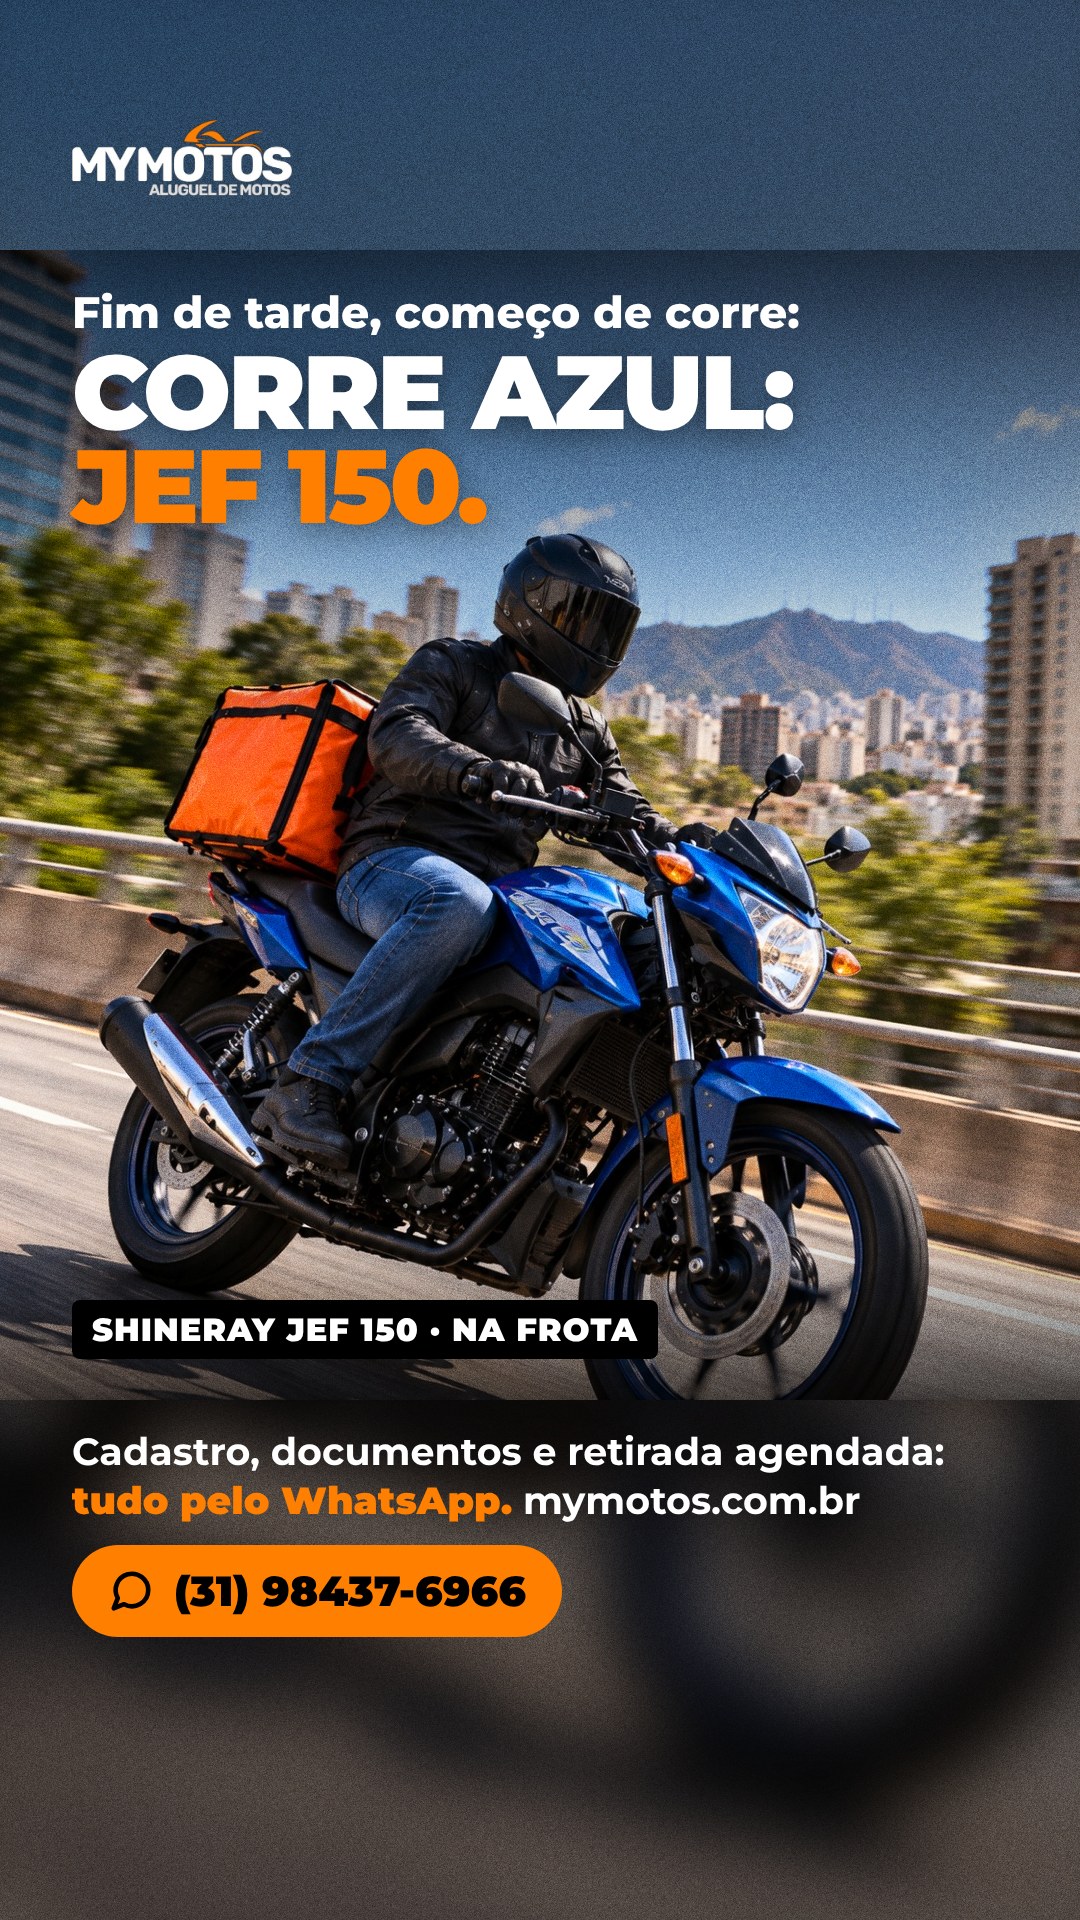 MYMOTOS
ALUGUEL DE MOTOS
Fim de tarde, começo de corre:
CORRE AZUL:
JEF 150.
SHINERAY JEF 150 • NA FROTA
Cadastro, documentos e retirada agendada:
tudo pelo WhatsApp. mymotos.com.br
(31) 98437-6966